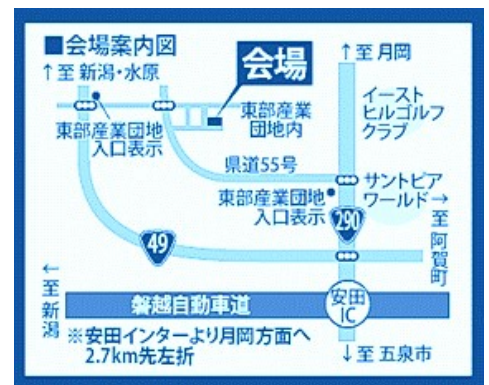 ■会場案内図
↑至 新潟・水原
会場
↑至 月岡
東部産業団地
入口表示
東部産業
団地内
イースト
ヒルゴルフ
クラブ
県道55号
東部産業団地
入口表示
サントピア
ワールド
→至 阿賀町
290
49
←至 新潟
磐越自動車道
安田
IC
※安田インターより月岡方面へ
2.7km先左折
↓至 五泉市